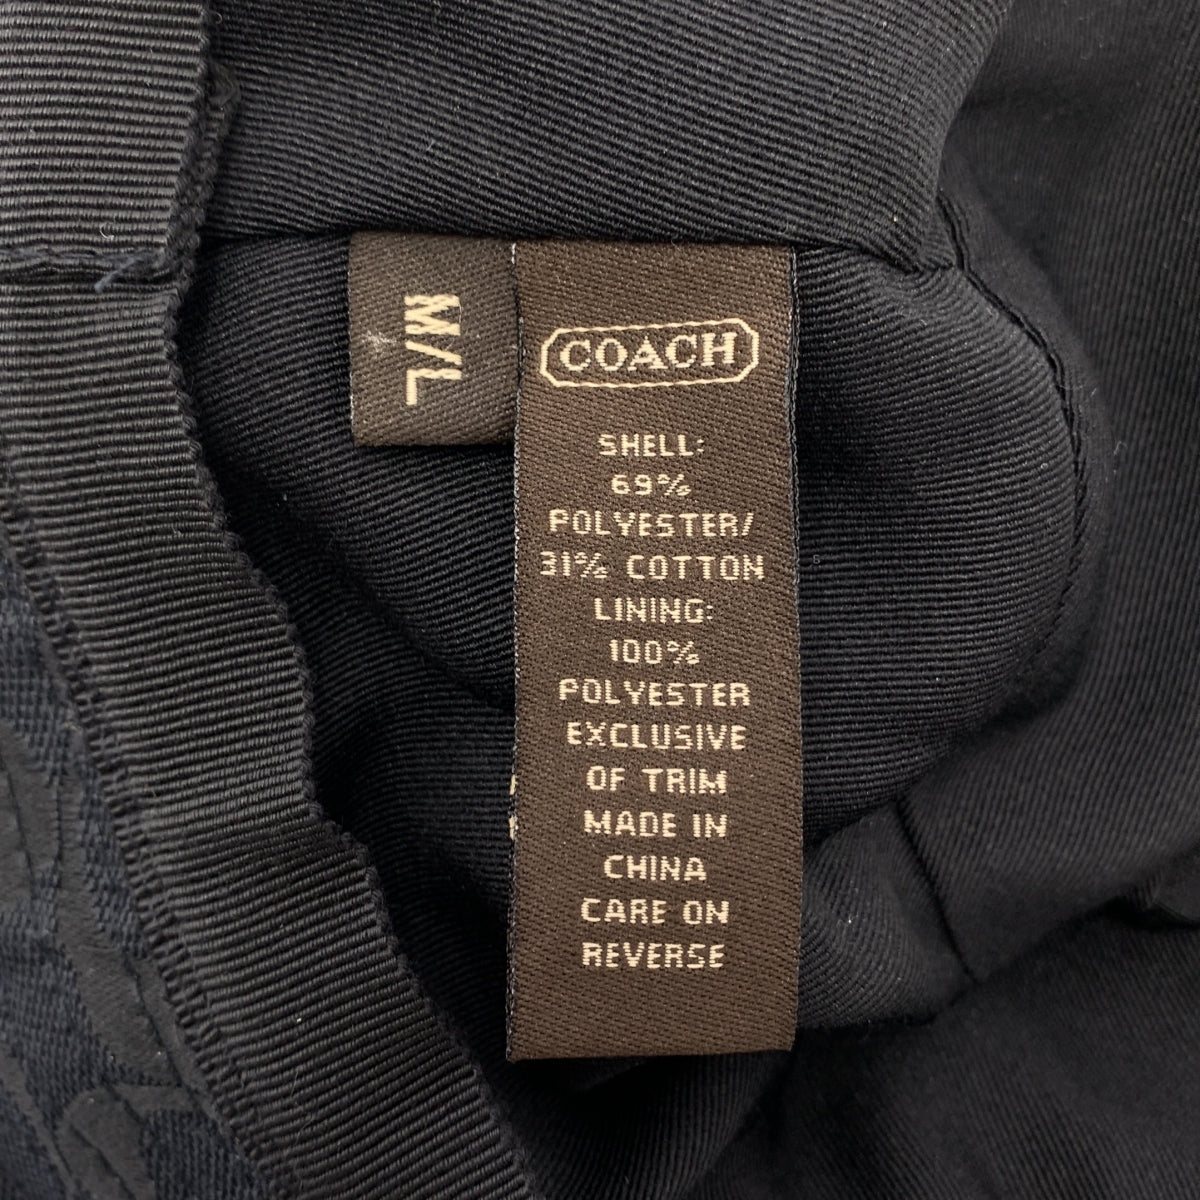 M/L
COACH
SHELL:
69%
POLYESTER/
31% COTTON
LINING:
100%
POLYESTER
EXCLUSIVE
OF TRIM
MADE IN
CHINA
CARE ON
REVERSE